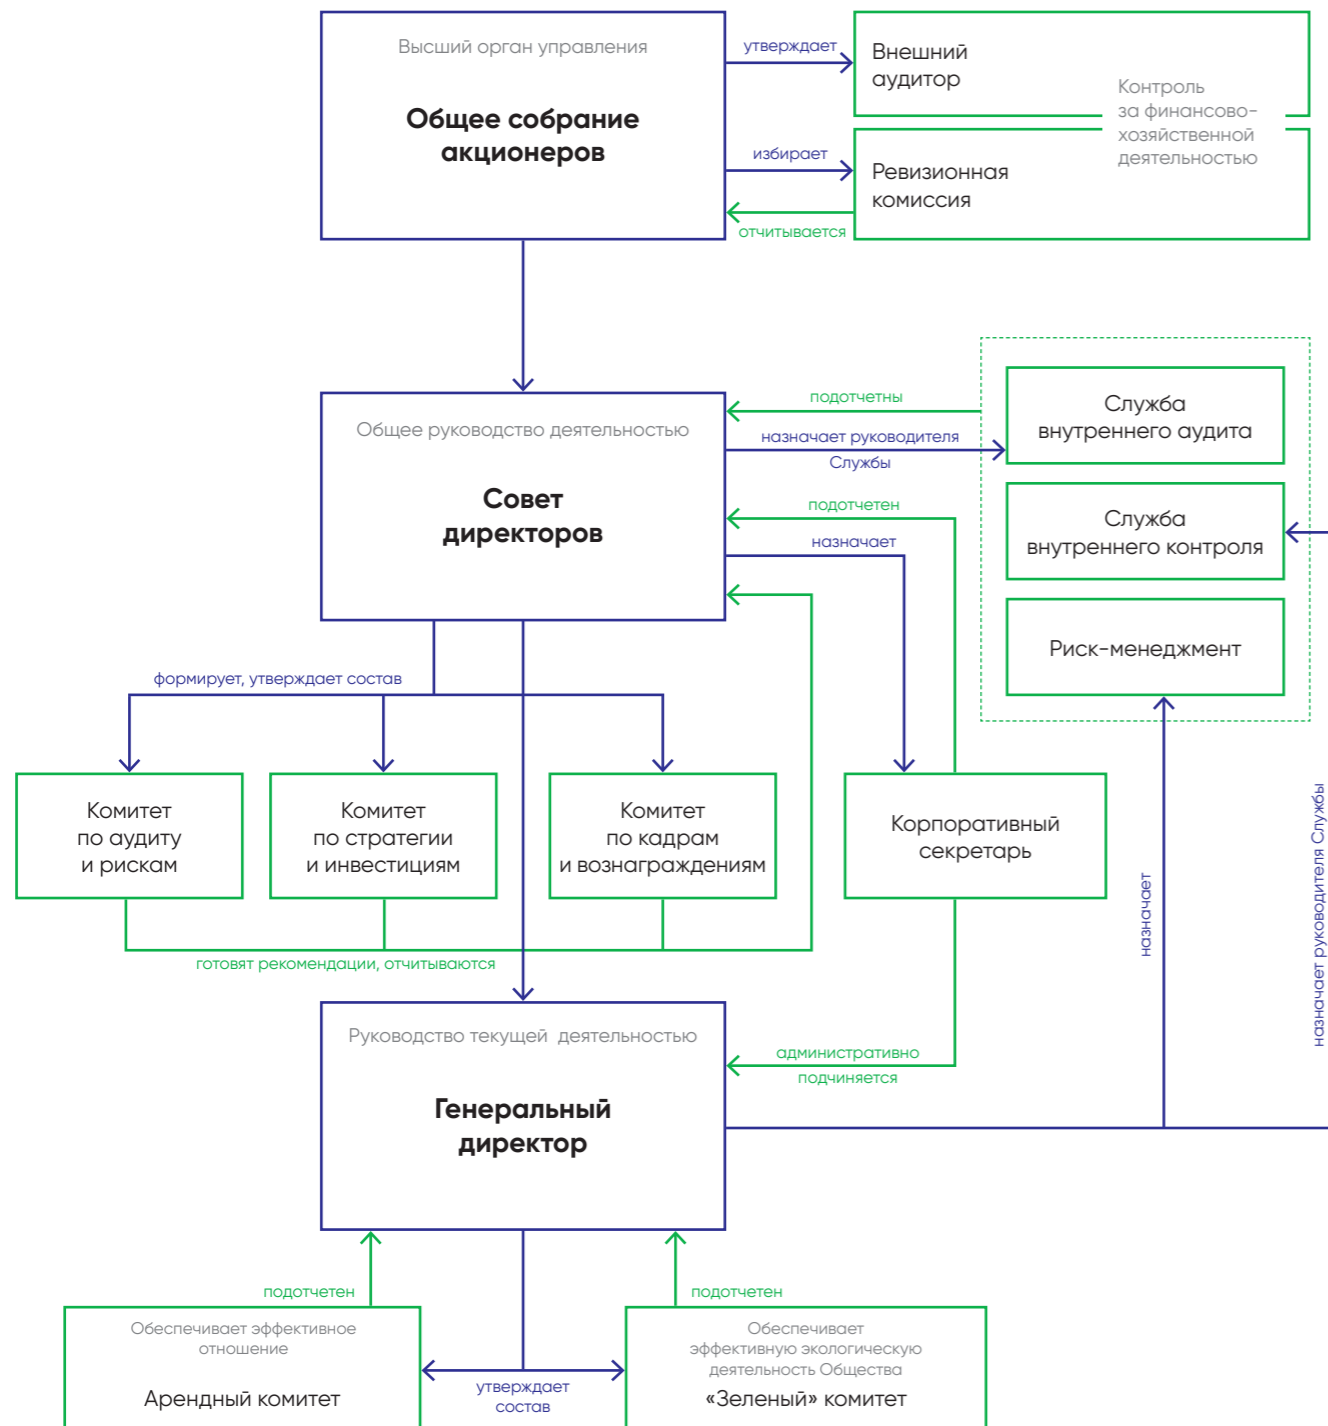 Высший орган управления
Общее собрание
акционеров
утверждает
Внешний
аудитор
Контроль
за финансово-
хозяйственной
деятельностью
избирает
Ревизионная
комиссия
отчитывается
Общее руководство деятельностью
Совет
директоров
подотчетны
назначает руководителя
Службы
подотчетен
назначает
Служба
внутреннего аудита
Служба
внутреннего контроля
Риск-менеджмент
формирует, утверждает состав
Комитет
по аудиту
и рискам
Комитет
по стратегии
и инвестициям
Комитет
по кадрам
и вознаграждениям
Корпоративный
секретарь
назначает
назначает руководителя Службы
готовят рекомендации, отчитываются
Руководство текущей деятельностью
Генеральный
директор
административно
подчиняется
подотчетен
подотчетен
Обеспечивает эффективное
отношение
Арендный комитет
утверждает
состав
Обеспечивает
эффективную экологическую
деятельность Общества
«Зеленый» комитет